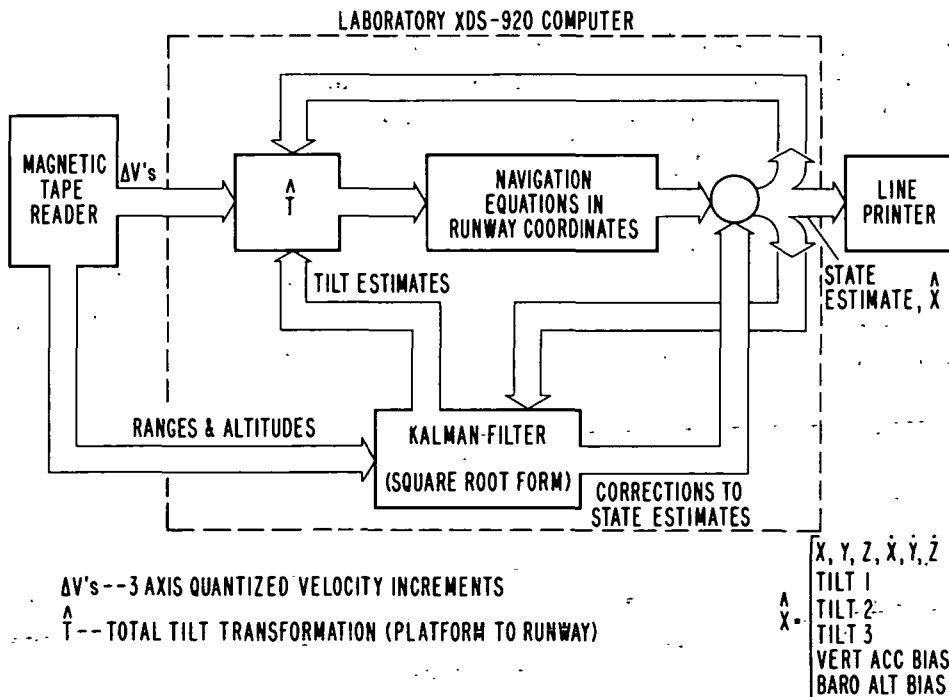 LABORATORY XDS-920 COMPUTER
MAGNETIC
TAPE
READER
ΔV's
T̂
NAVIGATION
EQUATIONS IN
RUNWAY COORDINATES
LINE
PRINTER
TILT ESTIMATES
STATE
ESTIMATE, X̂
RANGES & ALTITUDES
KALMAN-FILTER
(SQUARE ROOT FORM)
CORRECTIONS TO
STATE ESTIMATES
ΔV's--3 AXIS QUANTIZED VELOCITY INCREMENTS
T̂--TOTAL TILT TRANSFORMATION (PLATFORM TO RUNWAY)
X̂=
X, Y, Z, Ẋ, Ẏ, Ż
TILT 1
TILT 2
TILT 3
VERT ACC BIAS
BARO ALT BIAS